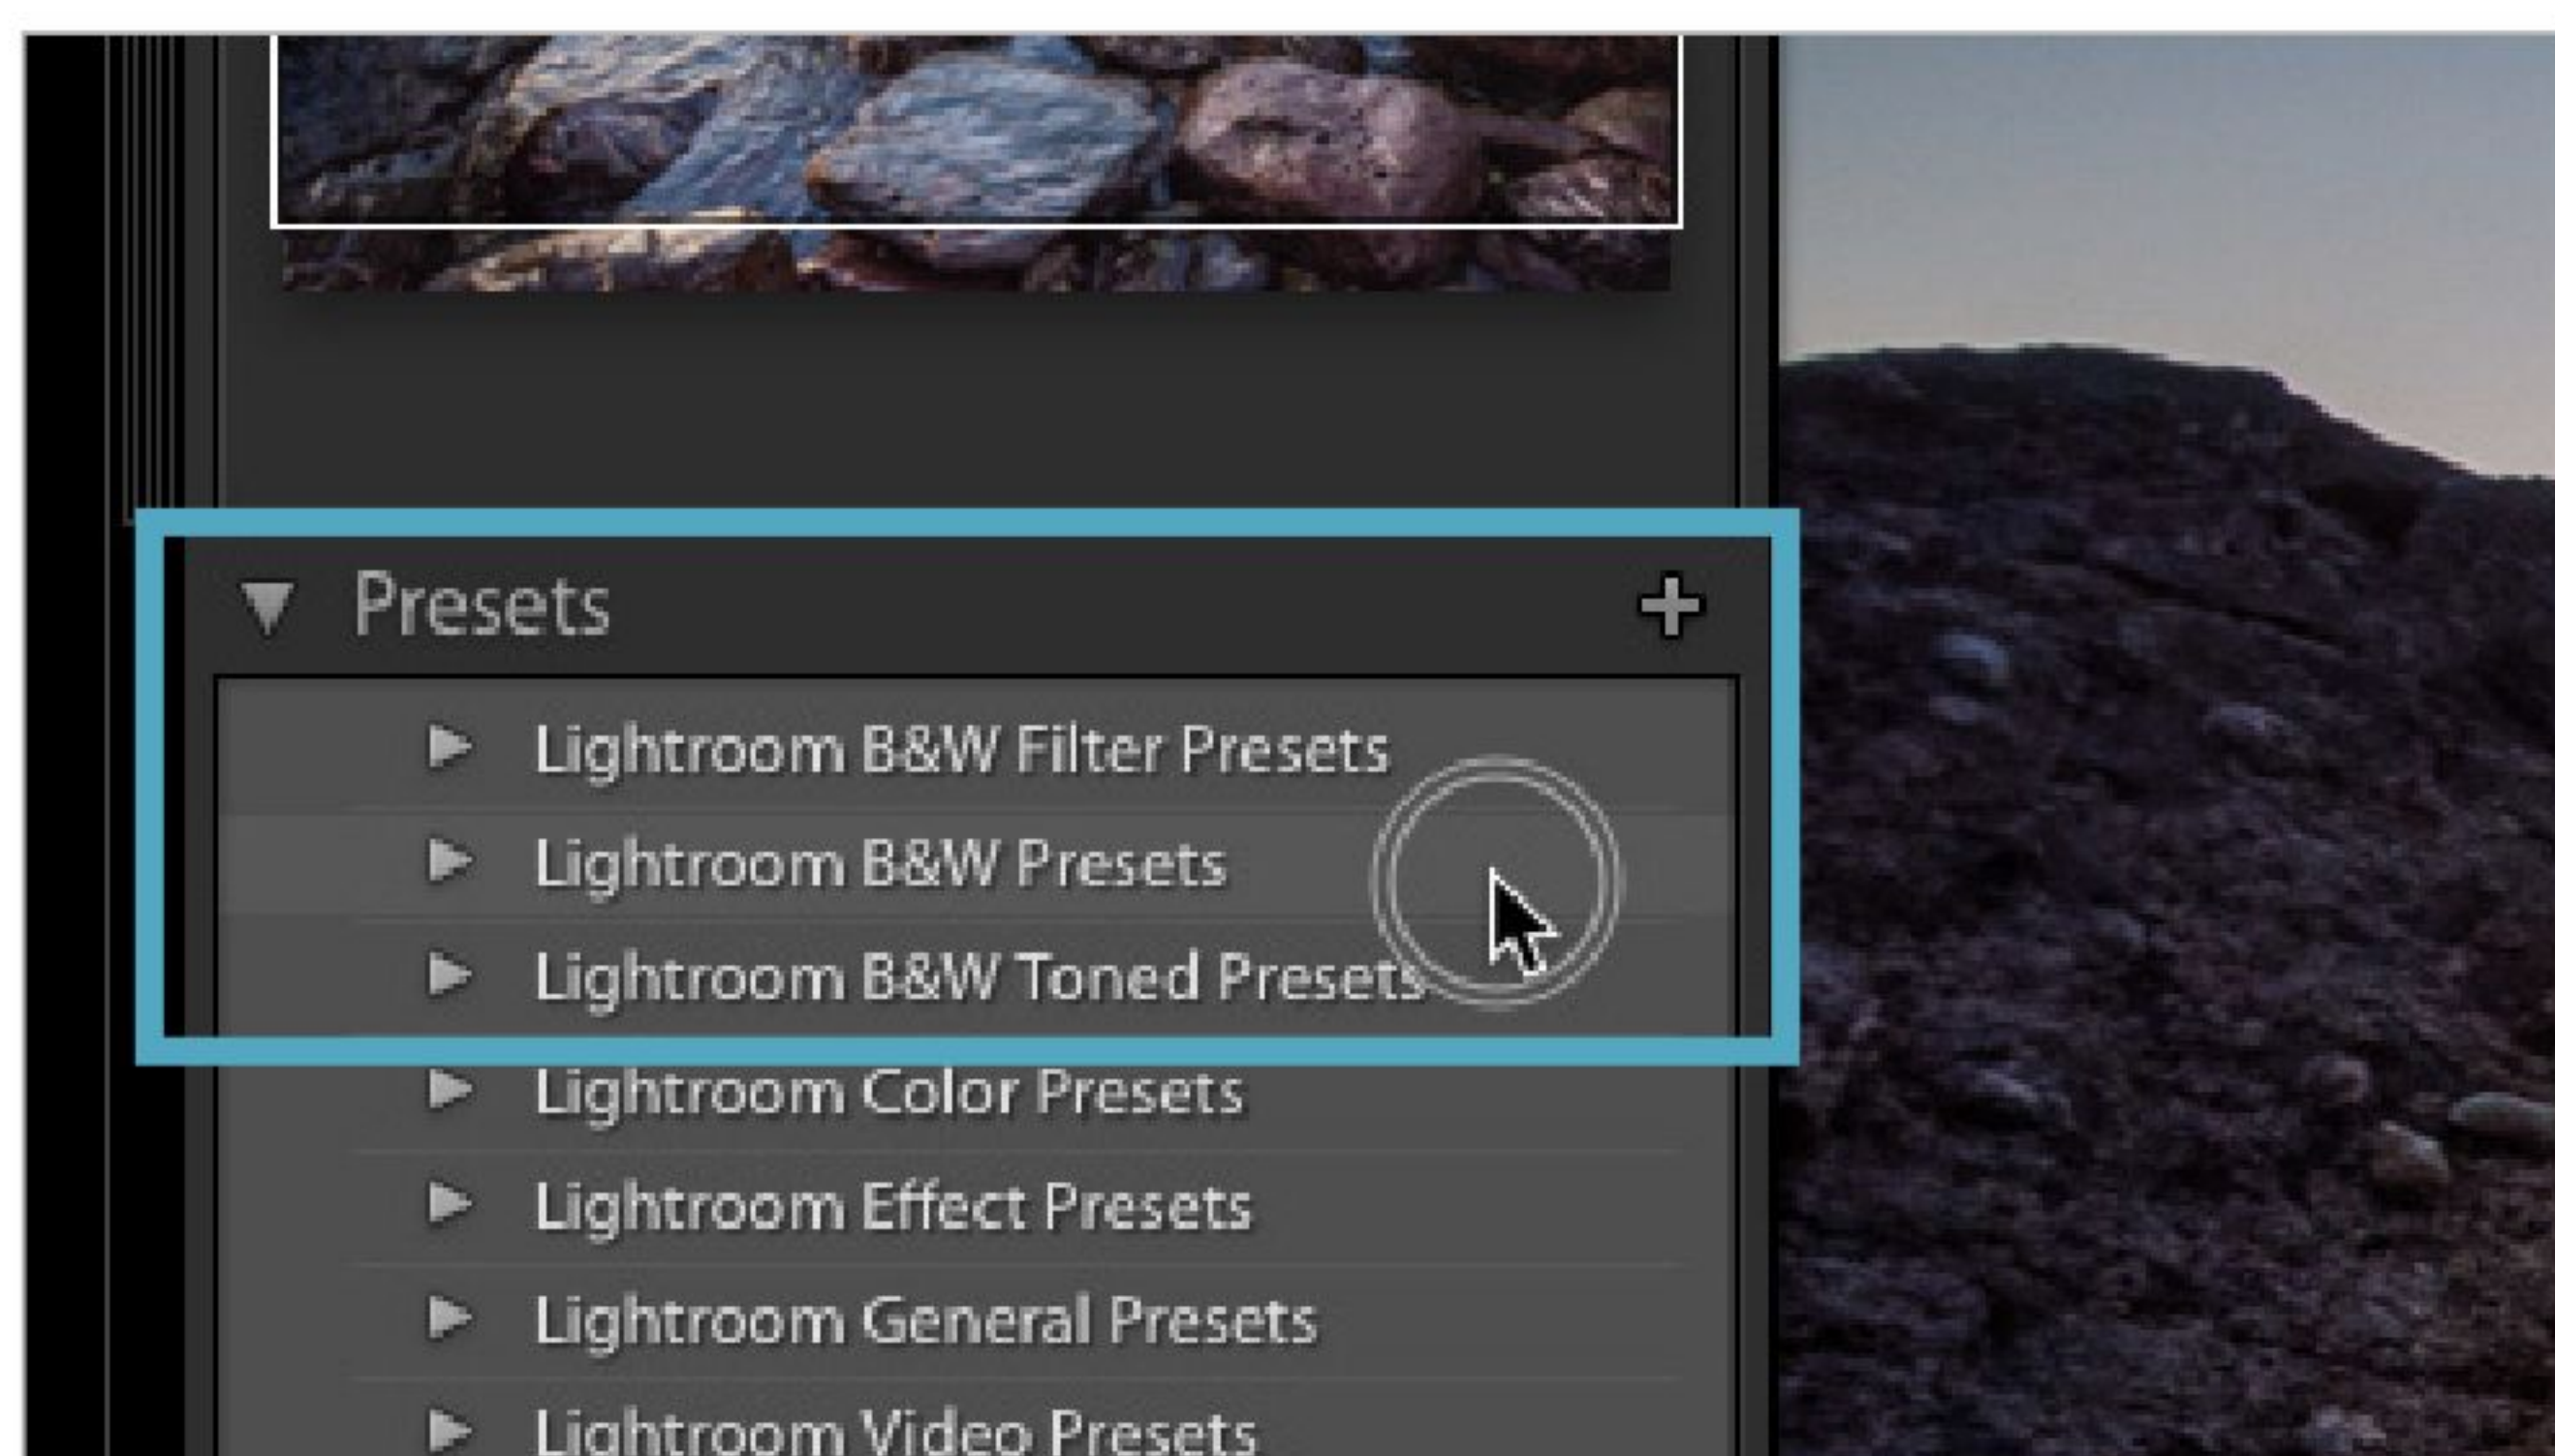 Presets
Lightroom B&W Filter Presets
Lightroom B&W Presets
Lightroom B&W Toned Presets
Lightroom Color Presets
Lightroom Effect Presets
Lightroom General Presets
Lightroom Video Presets